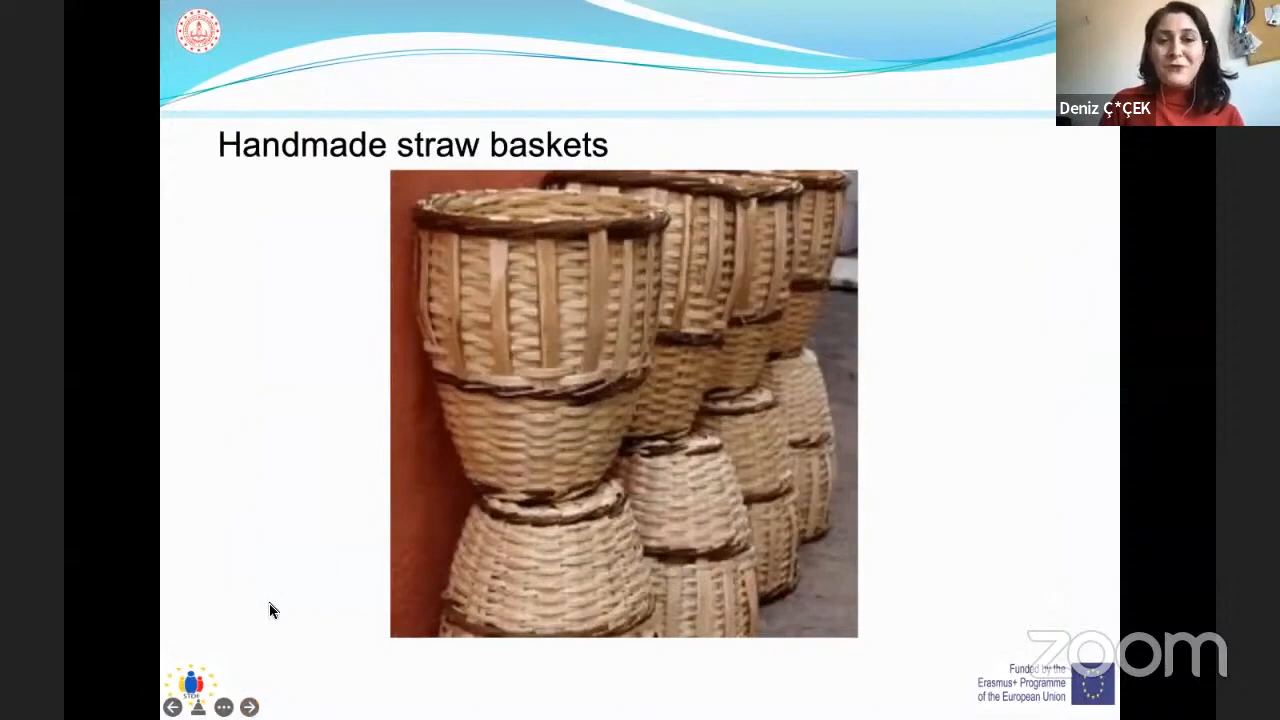 Deniz Ç*ÇEK
Handmade straw baskets
zoom
Funded by the
Erasmus+ Programme
of the European Union